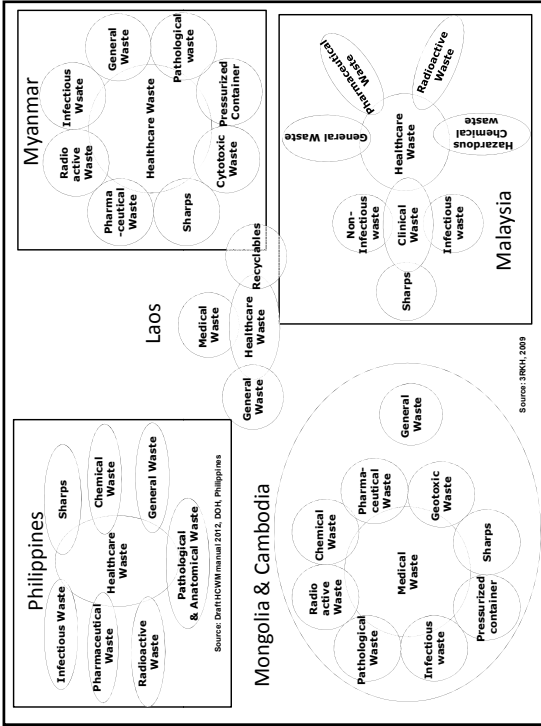 Philippines
Infectious Waste
Sharps
Pharmaceutical
Waste
Healthcare
Waste
Chemical
Waste
Radioactive
Waste
General Waste
Pathological
& Anatomical Waste
Source: Draft HCWM manual 2012, DOH, Philippines
Laos
General
Waste
Medical
Waste
Healthcare
Waste
Recyclables
Myanmar
Radio
active
Waste
Infectious
Wsate
General
Waste
Pharma
-ceutical
Waste
Healthcare Waste
Pathological
waste
Sharps
Cytotoxic
Waste
Pressurized
Container
Mongolia & Cambodia
Radio
active
Waste
Chemical
Waste
Pathological
Waste
Medical
Waste
Pharma-
ceutical
Waste
General
Waste
Infectious
Waste
Geotoxic
Waste
Pressurized
container
Sharps
Source: 3RKH, 2009
Malaysia
Non-
Infectious
waste
General Waste
Pharmaceutical
Waste
Sharps
Clinical
Waste
Healthcare
Waste
Radioactive
Waste
Infectious
waste
Hazardous
Chemical
waste